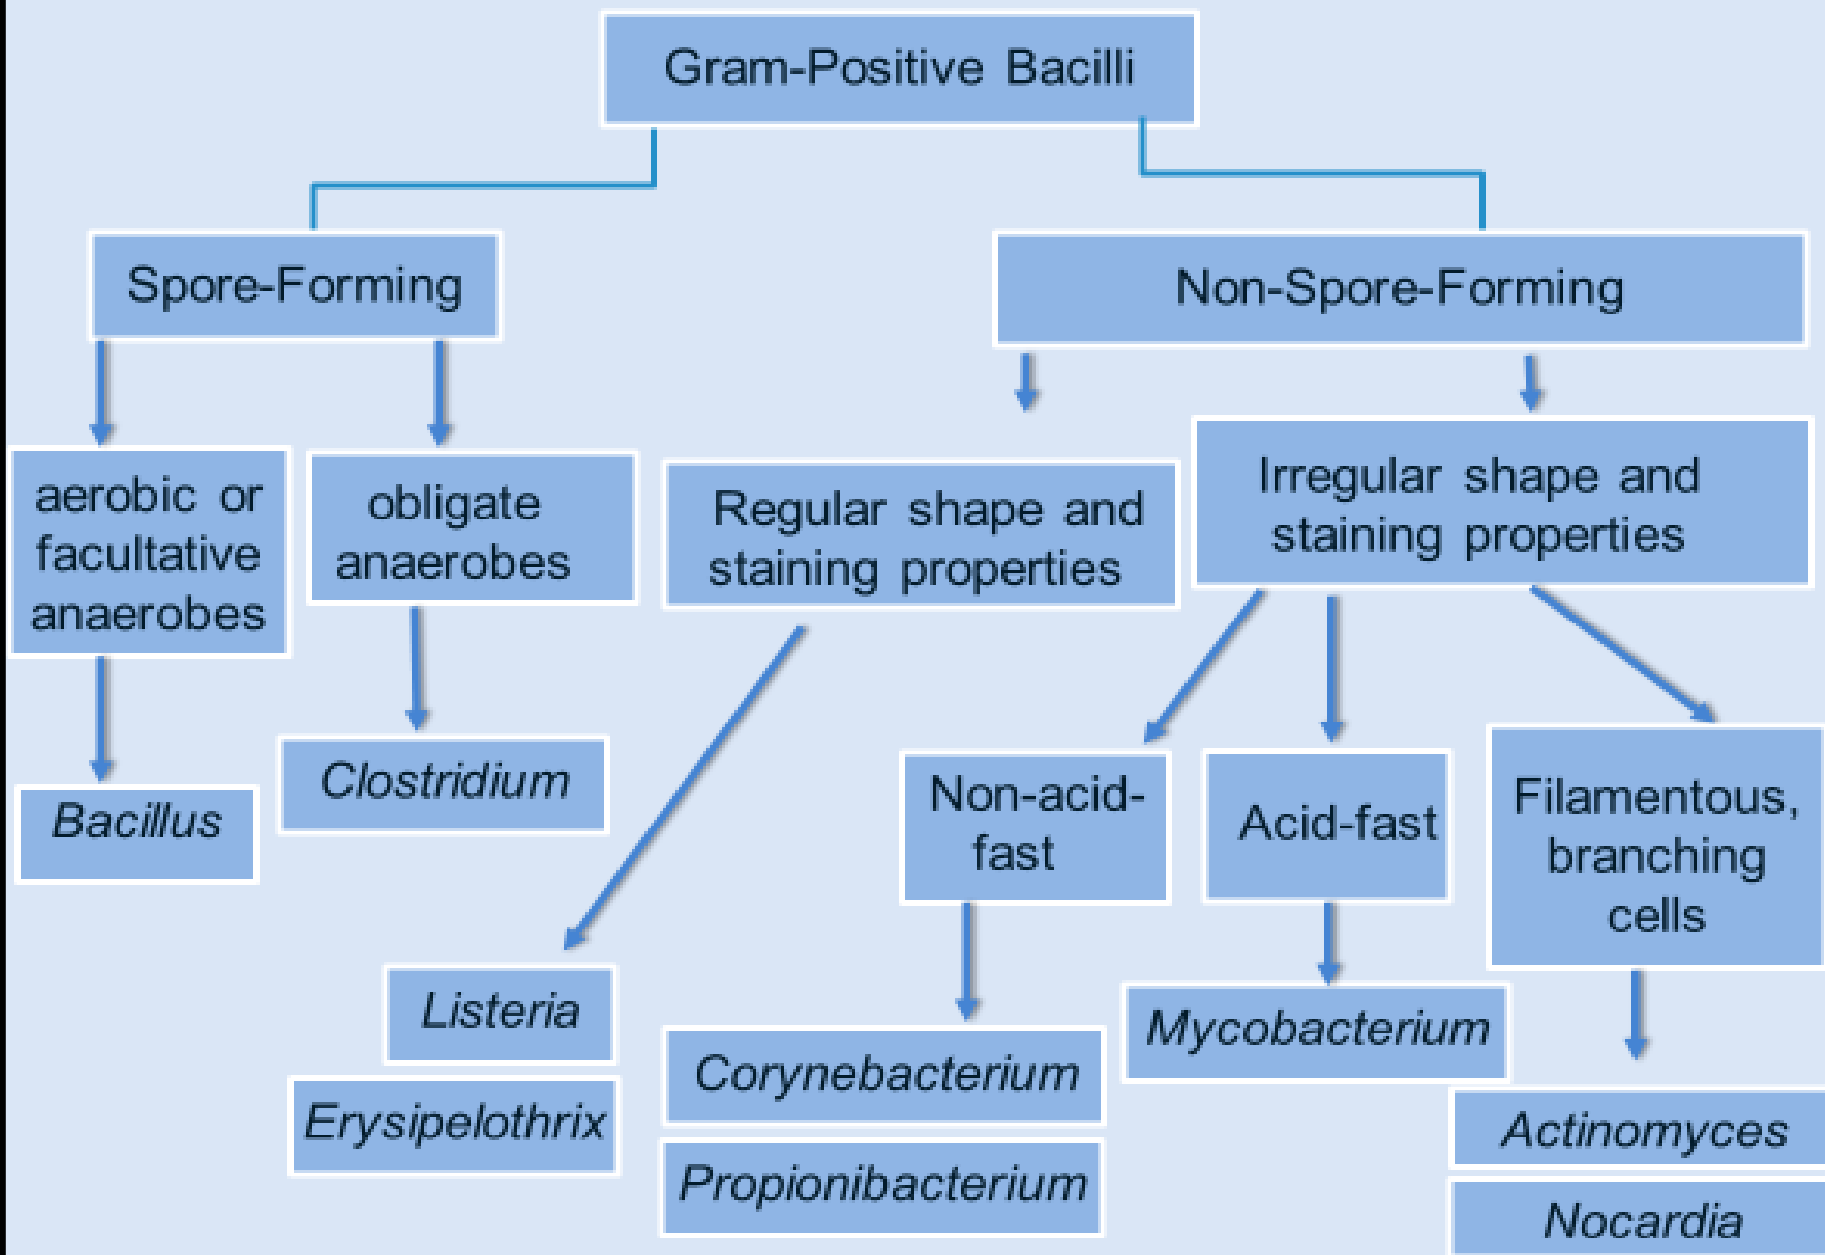 Gram-Positive Bacilli
Spore-Forming
Non-Spore-Forming
aerobic or
facultative
anaerobes
obligate
anaerobes
Regular shape and
staining properties
Irregular shape and
staining properties
Bacillus
Clostridium
Non-acid-
fast
Acid-fast
Filamentous,
branching
cells
Listeria
Erysipelothrix
Corynebacterium
Propionibacterium
Mycobacterium
Actinomyces
Nocardia